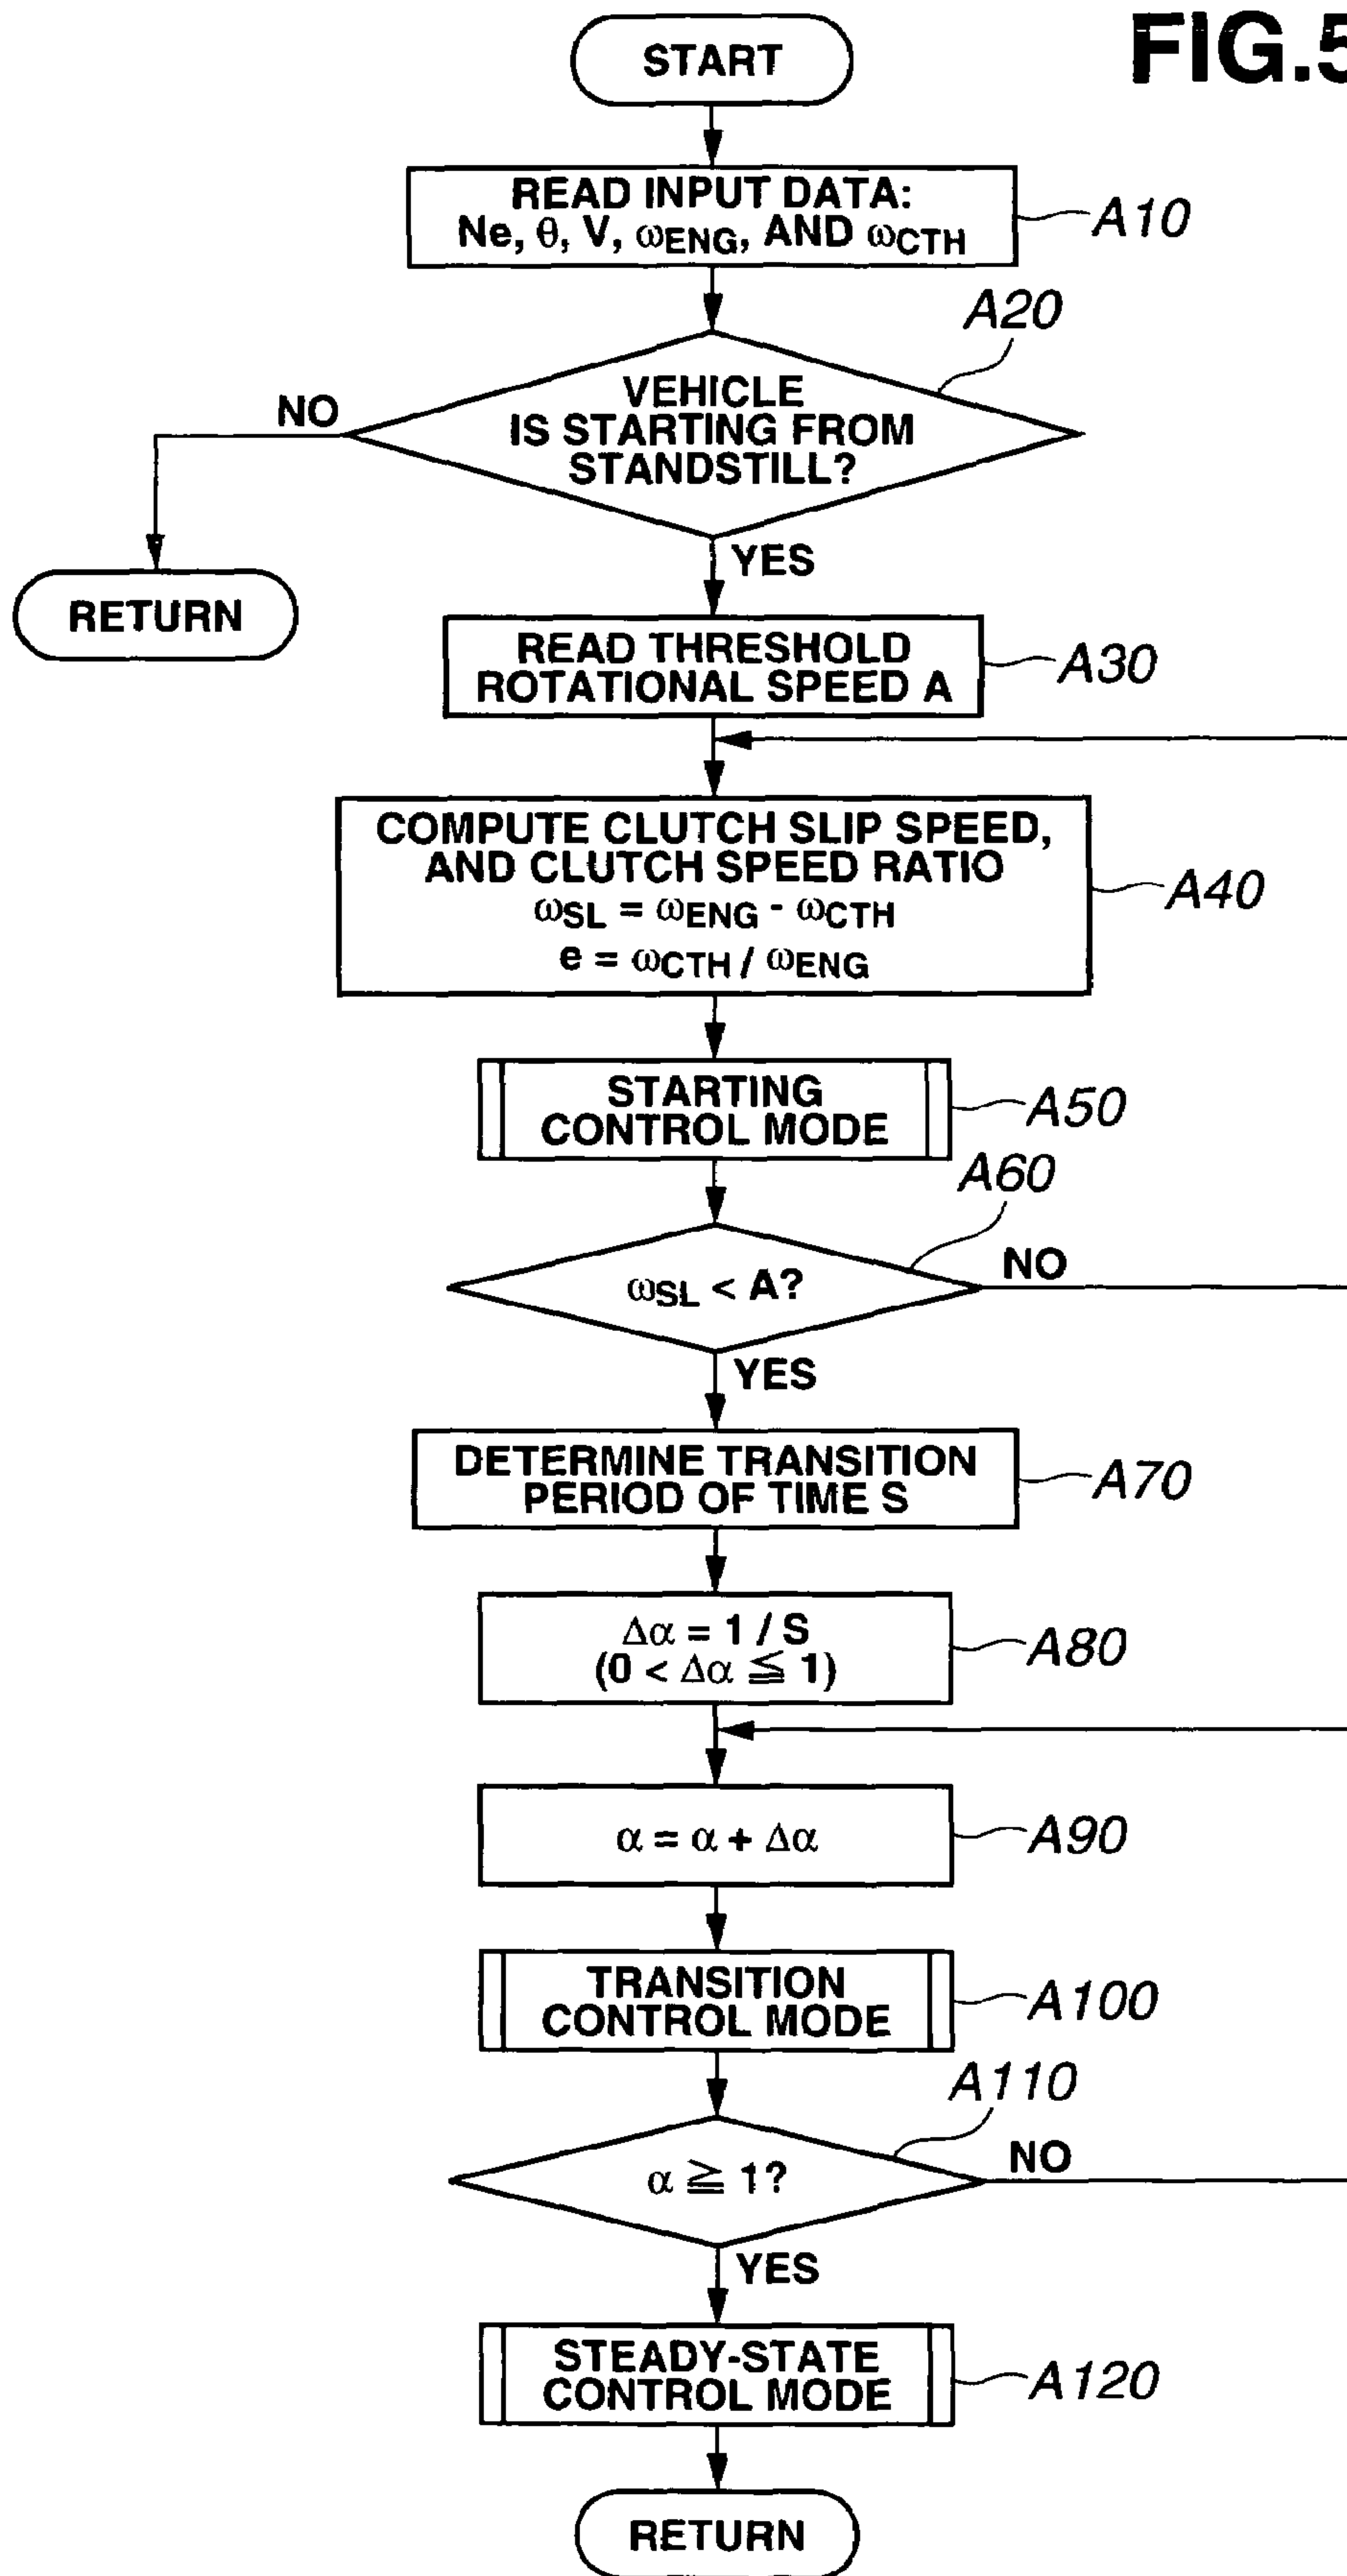 FIG.5
START
READ INPUT DATA:
Ne, θ, V, ωENG, AND ωCTH
A10
A20
VEHICLE
IS STARTING FROM
STANDSTILL?
NO
YES
RETURN
READ THRESHOLD
ROTATIONAL SPEED A
A30
COMPUTE CLUTCH SLIP SPEED,
AND CLUTCH SPEED RATIO
ωSL = ωENG - ωCTH
e = ωCTH / ωENG
A40
STARTING
CONTROL MODE
A50
A60
ωSL < A?
NO
YES
DETERMINE TRANSITION
PERIOD OF TIME S
A70
Δα = 1 / S
(0 < Δα ≦ 1)
A80
α = α + Δα
A90
TRANSITION
CONTROL MODE
A100
A110
α ≧ 1?
NO
YES
STEADY-STATE
CONTROL MODE
A120
RETURN